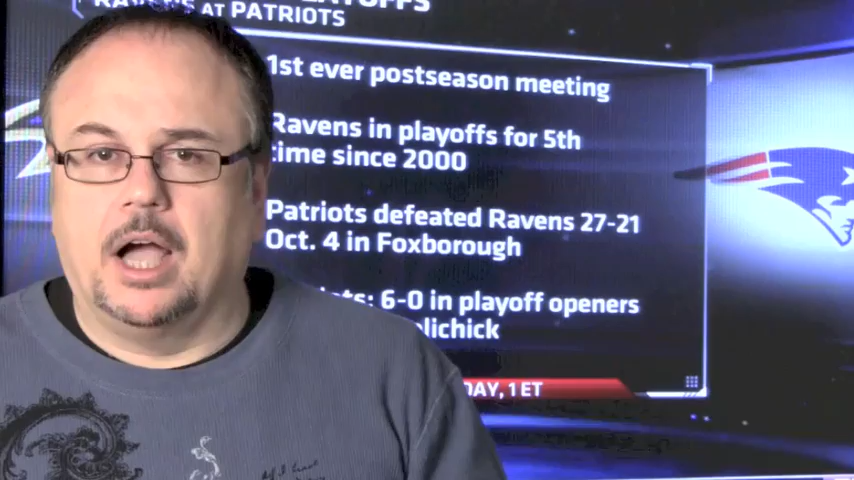 RAVENS AT PATRIOTS
1st ever postseason meeting
Ravens in playoffs for 5th
time since 2000
Patriots defeated Ravens 27-21
Oct. 4 in Foxborough
6-0 in playoff openers
DAY, 1 ET